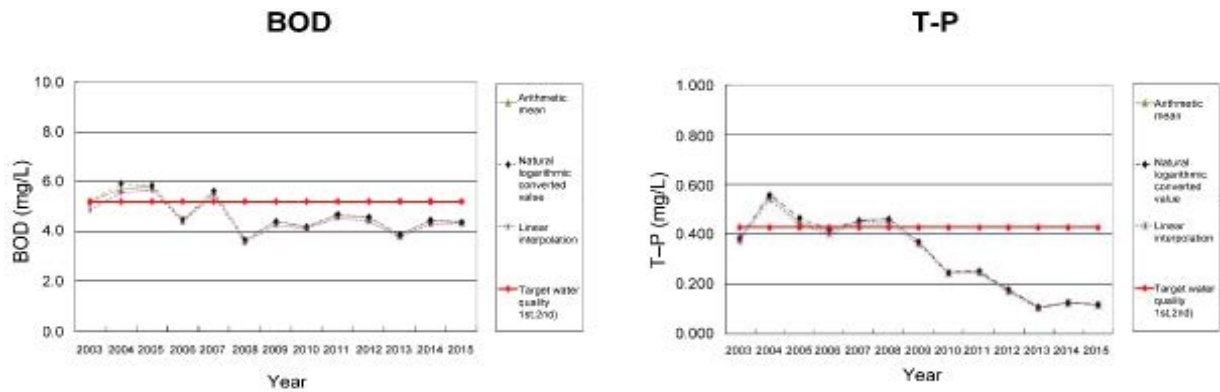 BOD
10.0
8.0
6.0
4.0
2.0
0.0
BOD (mg/L)
2003 2004 2005 2006 2007 2008 2009 2010 2011 2012 2013 2014 2015
Year
Arithmetic
mean
Natural
logarithmic
converted
value
Linear
interpolation
Target water
quality
1st,2nd)
T-P
1.000
0.800
0.600
0.400
0.200
0.000
T–P (mg/L)
2003 2004 2005 2006 2007 2008 2009 2010 2011 2012 2013 2014 2015
Year
Arithmetic
mean
Natural
logarithmic
converted
value
Linear
interpolation
Target water
quality
1st,2nd)